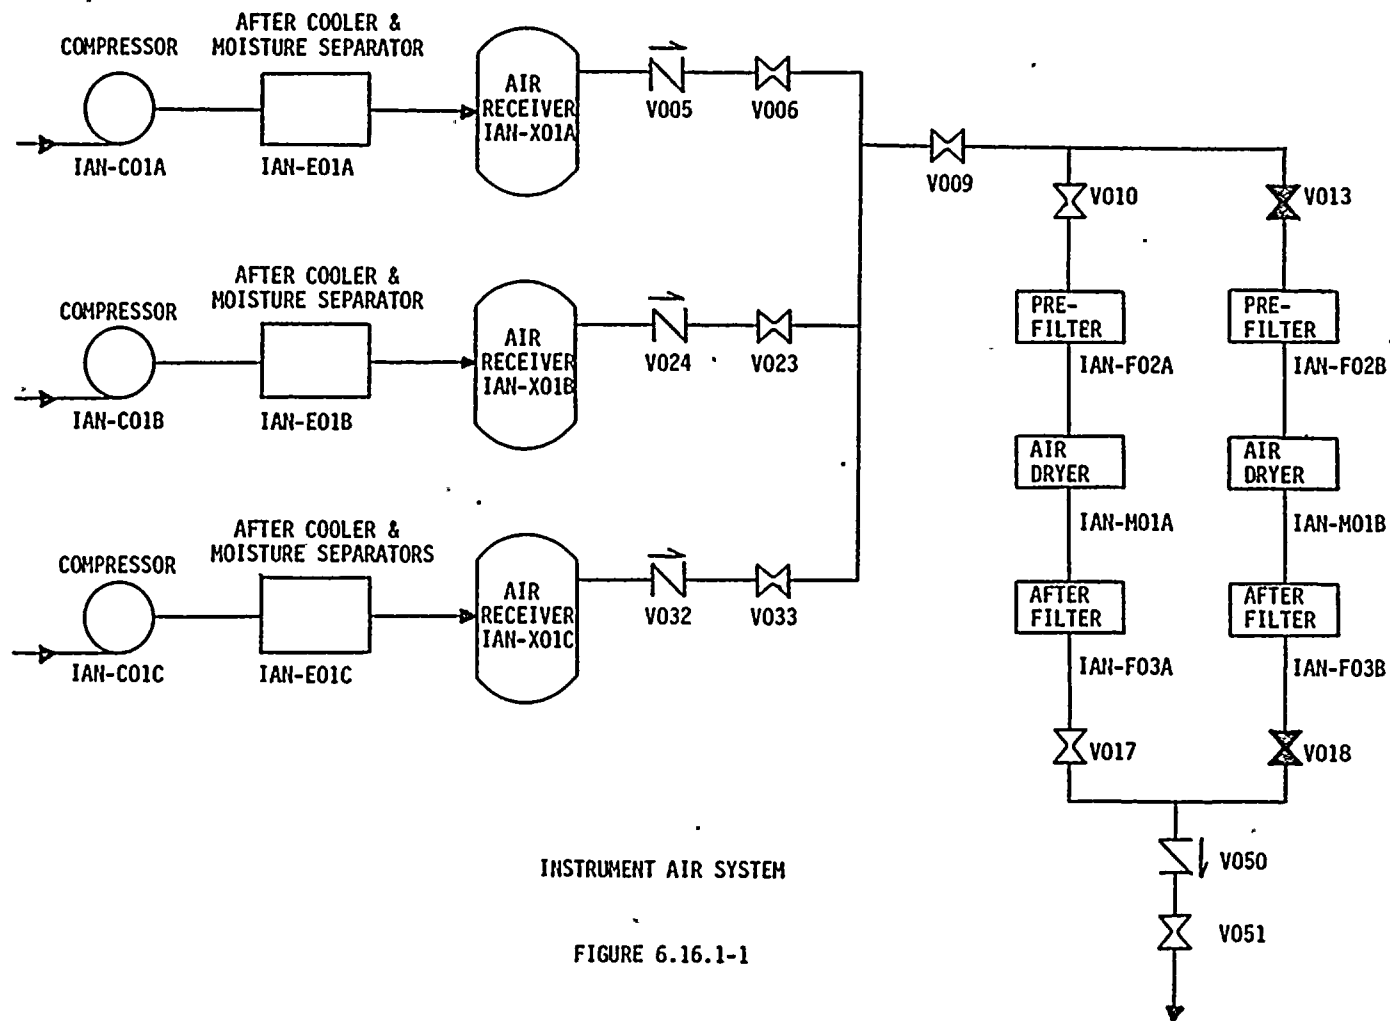 COMPRESSOR
AFTER COOLER &
MOISTURE SEPARATOR
IAN-C01A
IAN-E01A
AIR
RECEIVER
IAN-X01A
V005
V006
COMPRESSOR
AFTER COOLER &
MOISTURE SEPARATOR
IAN-C01B
IAN-E01B
AIR
RECEIVER
IAN-X01B
V024
V023
COMPRESSOR
AFTER COOLER &
MOISTURE SEPARATORS
IAN-C01C
IAN-E01C
AIR
RECEIVER
IAN-X01C
V032
V033
V009
V010
PRE-
FILTER
IAN-F02A
AIR
DRYER
IAN-M01A
AFTER
FILTER
IAN-F03A
V017
V013
PRE-
FILTER
IAN-F02B
AIR
DRYER
IAN-M01B
AFTER
FILTER
IAN-F03B
V018
V050
V051
INSTRUMENT AIR SYSTEM
FIGURE 6.16.1-1